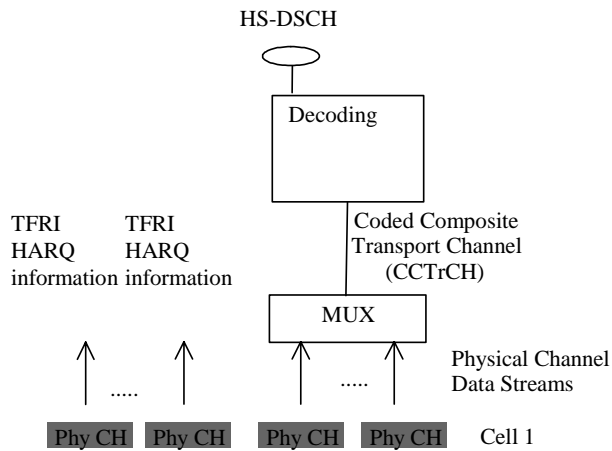 HS-DSCH
Decoding
TFRI TFRI
HARQ HARQ
information information
Coded Composite
Transport Channel
(CCTrCH)
MUX
Physical Channel
Data Streams
..... .....
Phy CH Phy CH Phy CH Phy CH Cell 1